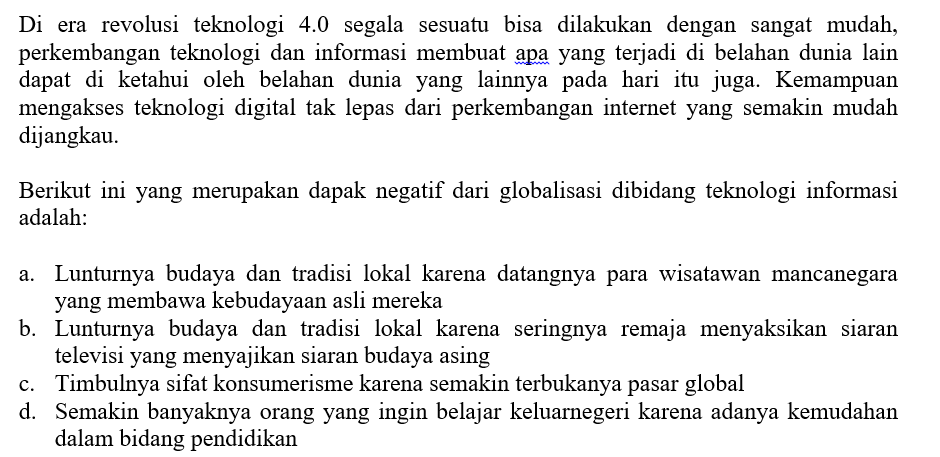 Di era revolusi teknologi 4.0 segala sesuatu bisa dilakukan dengan sangat mudah,
perkembangan teknologi dan informasi membuat apa yang terjadi di belahan dunia lain
dapat di ketahui oleh belahan dunia yang lainnya pada hari itu juga. Kemampuan
mengakses teknologi digital tak lepas dari perkembangan internet yang semakin mudah
dijangkau.
Berikut ini yang merupakan dapak negatif dari globalisasi dibidang teknologi informasi
adalah:
a. Lunturnya budaya dan tradisi lokal karena datangnya para wisatawan mancanegara
yang membawa kebudayaan asli mereka
b. Lunturnya budaya dan tradisi lokal karena seringnya remaja menyaksikan siaran
televisi yang menyajikan siaran budaya asing
c. Timbulnya sifat konsumerisme karena semakin terbukanya pasar global
d. Semakin banyaknya orang yang ingin belajar keluarnegeri karena adanya kemudahan
dalam bidang pendidikan